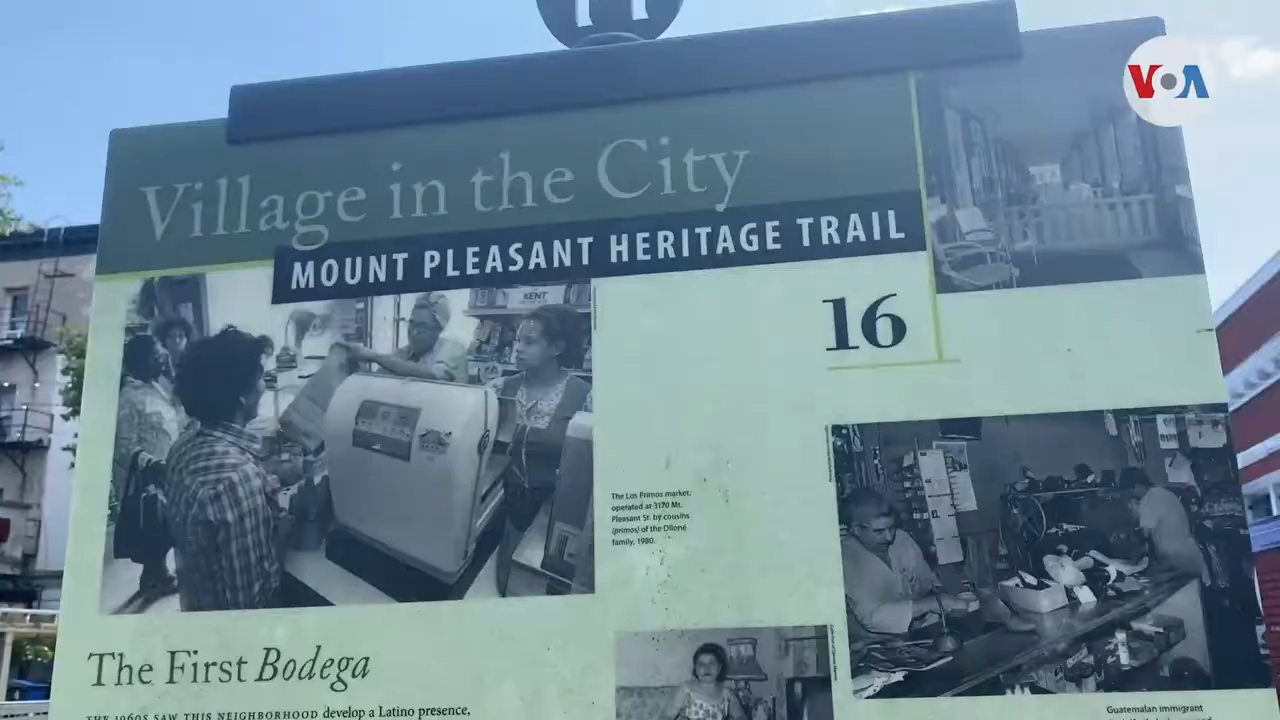 VOA
Village in the City
MOUNT PLEASANT HERITAGE TRAIL
16
KENT
The Los Primos market,
operated at 3170 Mt.
Pleasant St. by cousins
(primos) of the Diloné
family, 1980.
The First Bodega
THE 1960S SAW THIS NEIGHBORHOOD develop a Latino presence,
Guatemalan immigrant